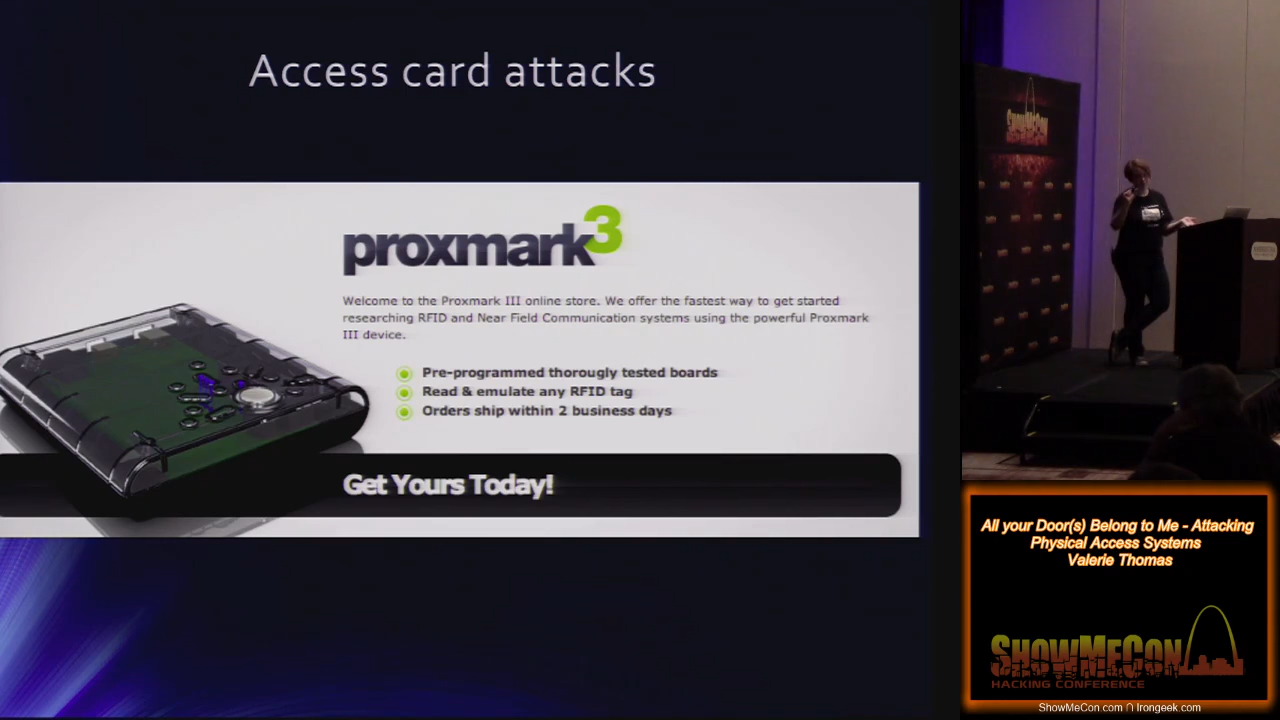 Access card attacks
proxmark3
Welcome to the Proxmark III online store. We offer the fastest way to get started
researching RFID and Near Field Communication systems using the powerful Proxmark
III device.
Pre-programmed thorougly tested boards
Read & emulate any RFID tag
Orders ship within 2 business days
Get Yours Today!
SHOWMECON
All your Door(s) Belong to Me - Attacking
Physical Access Systems
Valerie Thomas
SHOWMECON
HACKING CONFERENCE
ShowMeCon.com ∩ Irongeek.com